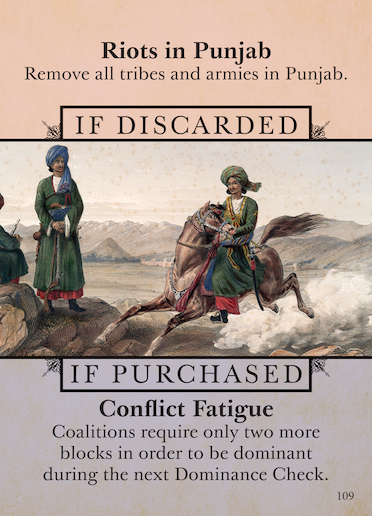 Riots in Punjab
Remove all tribes and armies in Punjab.
IF DISCARDED
IF PURCHASED
Conflict Fatigue
Coalitions require only two more
blocks in order to be dominant
during the next Dominance Check.
109